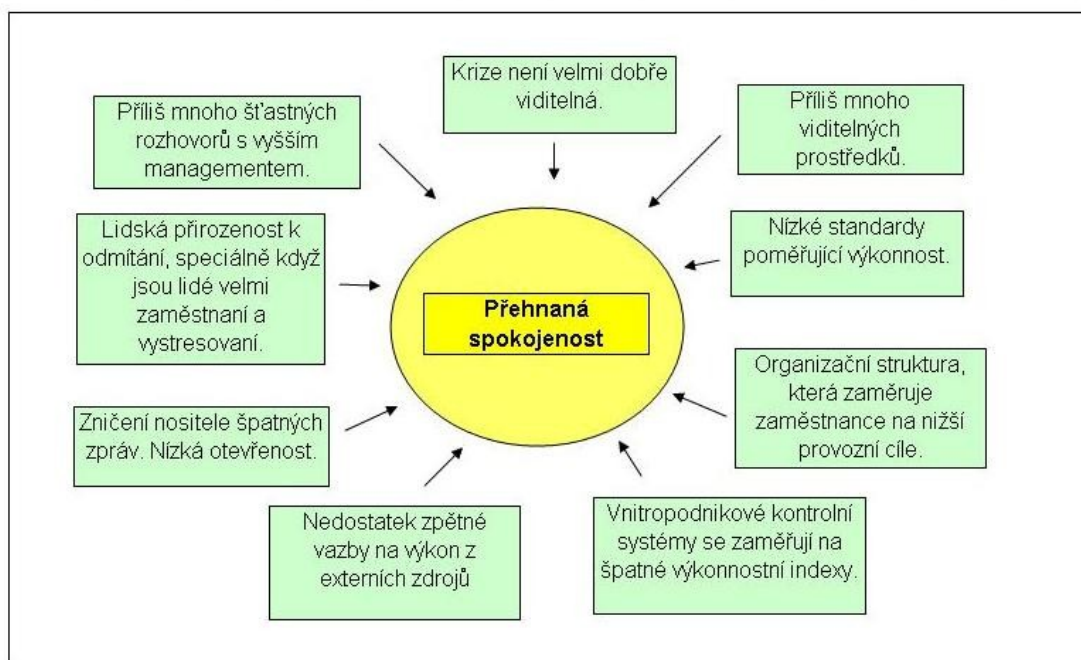 Krize není velmi dobře
viditelná.
Příliš mnoho šťastných
rozhovorů s vyšším
managementem.
Příliš mnoho
viditelných
prostředků.
Lidská přirozenost k
odmítání, speciálně když
jsou lidé velmi
zaměstnaní a
vystresovaní.
Nízké standardy
poměřující výkonnost.
Přehnaná
spokojenost
Organizační struktura,
která zaměruje
zaměstnance na nižší
provozní cíle.
Zničení nositele špatných
zpráv. Nízká otevřenost.
Nedostatek zpětné
vazby na výkon z
externích zdrojů
Vnitropodnikové kontrolní
systémy se zaměřují na
špatné výkonnostní indexy.